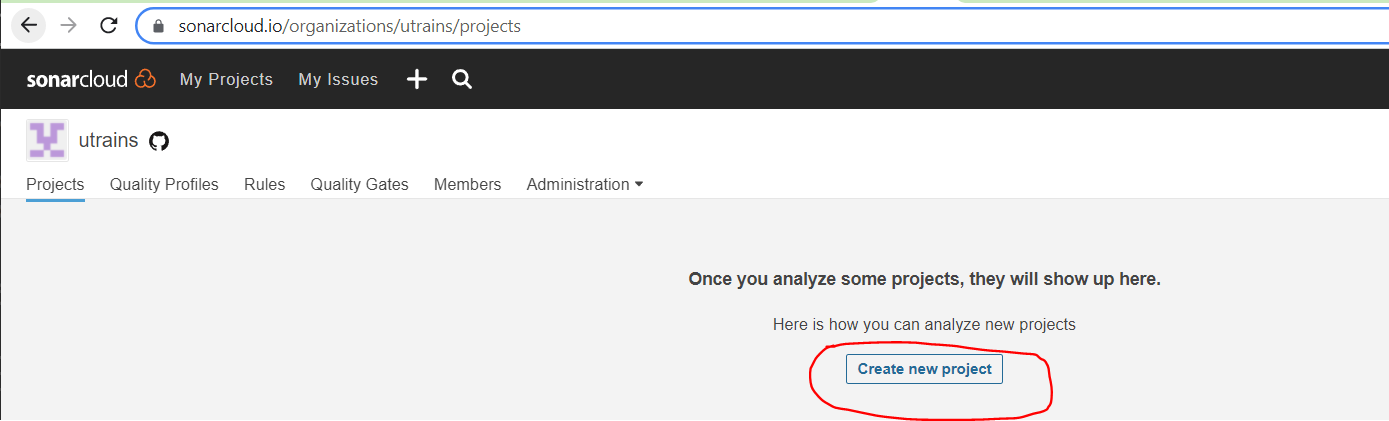 sonarcloud.io/organizations/utrains/projects
sonarcloud My Projects My Issues
utrains
Projects Quality Profiles Rules Quality Gates Members Administration
Once you analyze some projects, they will show up here.
Here is how you can analyze new projects
Create new project